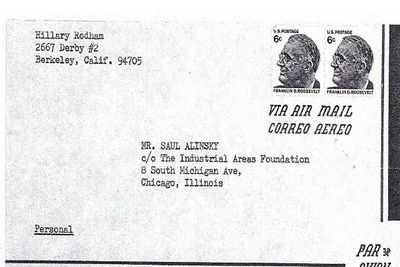 Hillary Rodham
2667 Derby #2
Berkeley, Calif. 94705
U.S. POSTAGE
6¢
FRANKLIN D. ROOSEVELT
U.S. POSTAGE
6¢
FRANKLIN D. ROOSEVELT
VIA AIR MAIL
CORREO AEREO
MR. SAUL ALINSKY
c/o The Industrial Areas Foundation
8 South Michigan Ave,
Chicago, Illinois
Personal
PAR
AVION